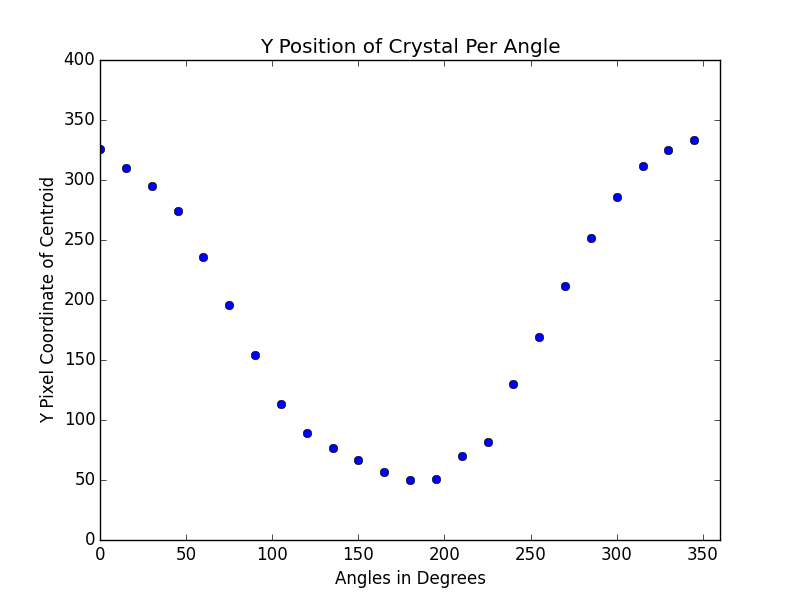 Y Position of Crystal Per Angle
400
350
300
250
200
150
100
50
0
Y Pixel Coordinate of Centroid
0 50 100 150 200 250 300 350
Angles in Degrees